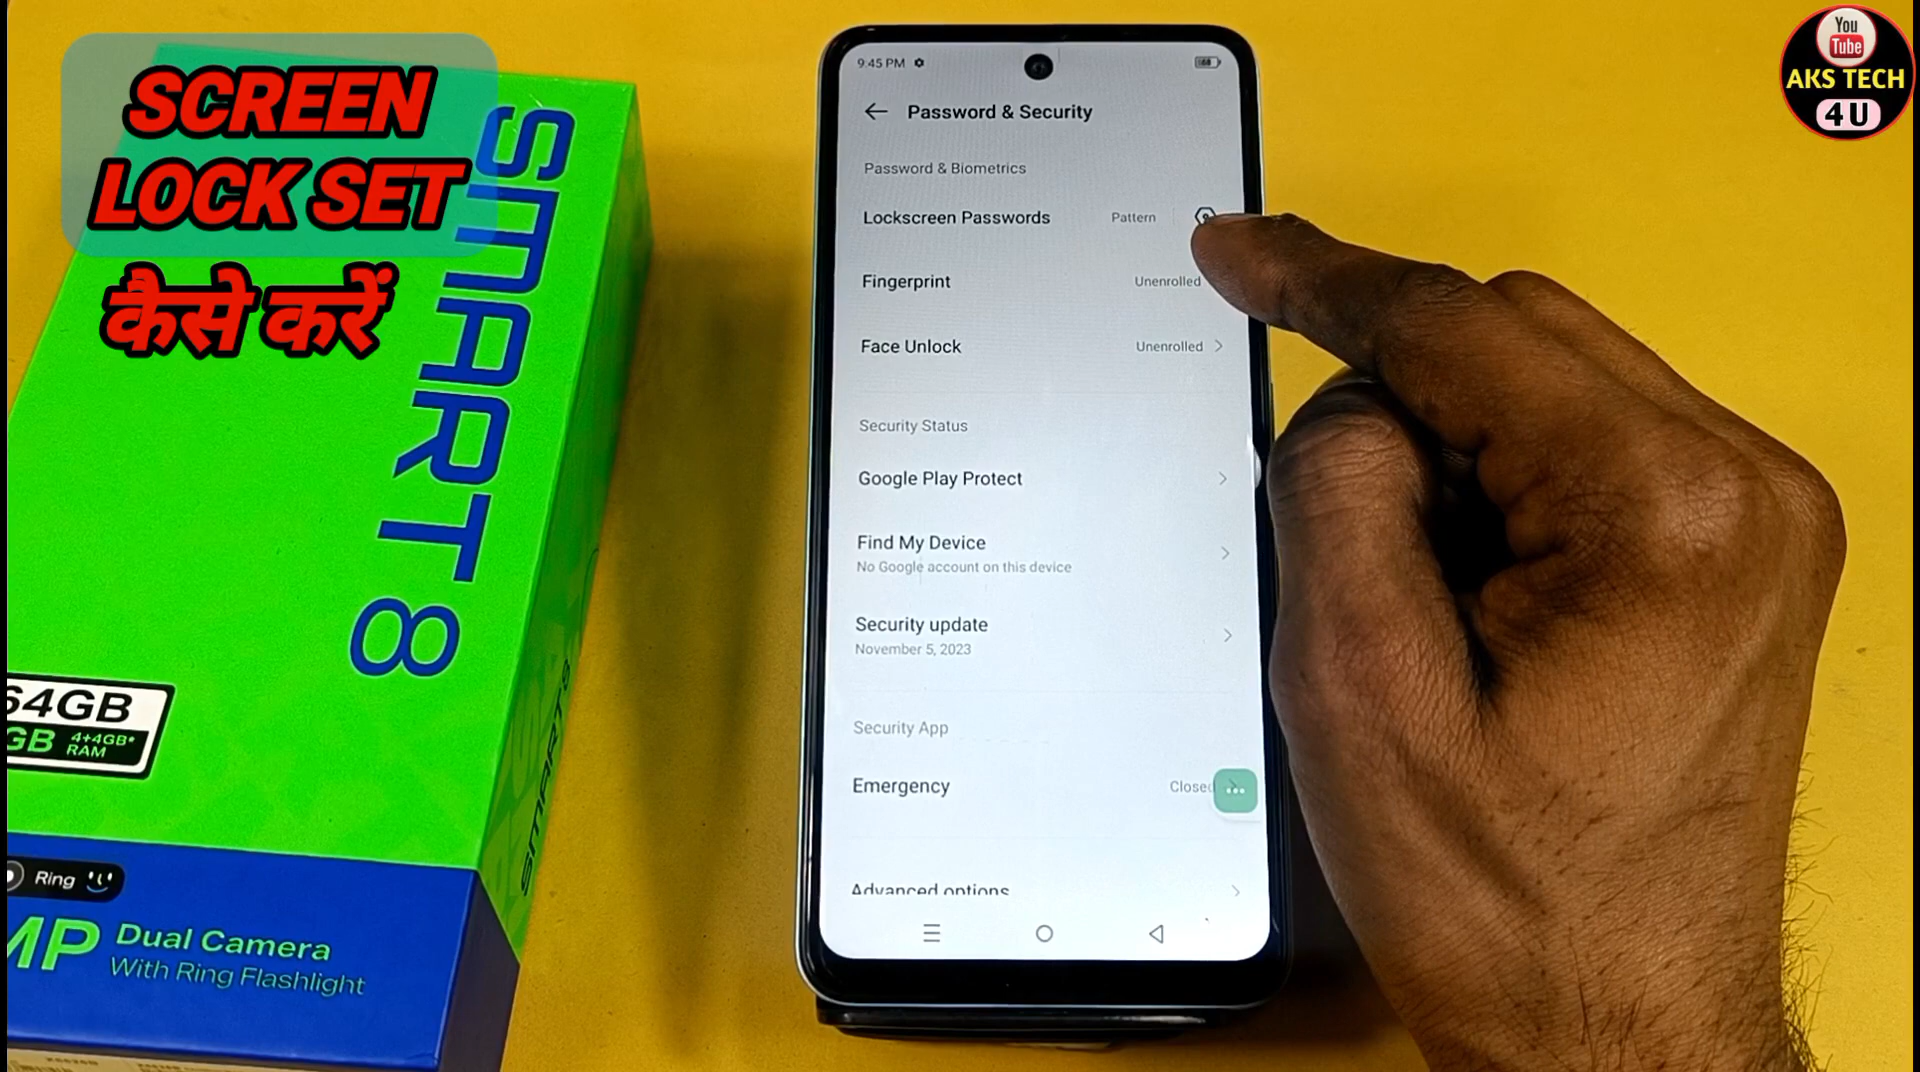 SCREEN
LOCK SET
कैसे करें
SMART 8
64GB
GB 4+4GB*
RAM
Ring
MP Dual Camera
With Ring Flashlight
SMART 8
9:45 PM
Password & Security
Password & Biometrics
Lockscreen Passwords Pattern
Fingerprint Unenrolled
Face Unlock Unenrolled
Security Status
Google Play Protect
Find My Device
No Google account on this device
Security update
November 5, 2023
Security App
Emergency Closed
Advanced options
You
Tube
AKS TECH
4U